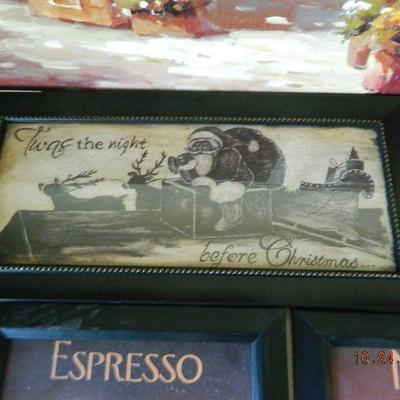 'Twas the night
before Christmas...
ESPRESSO
10.24